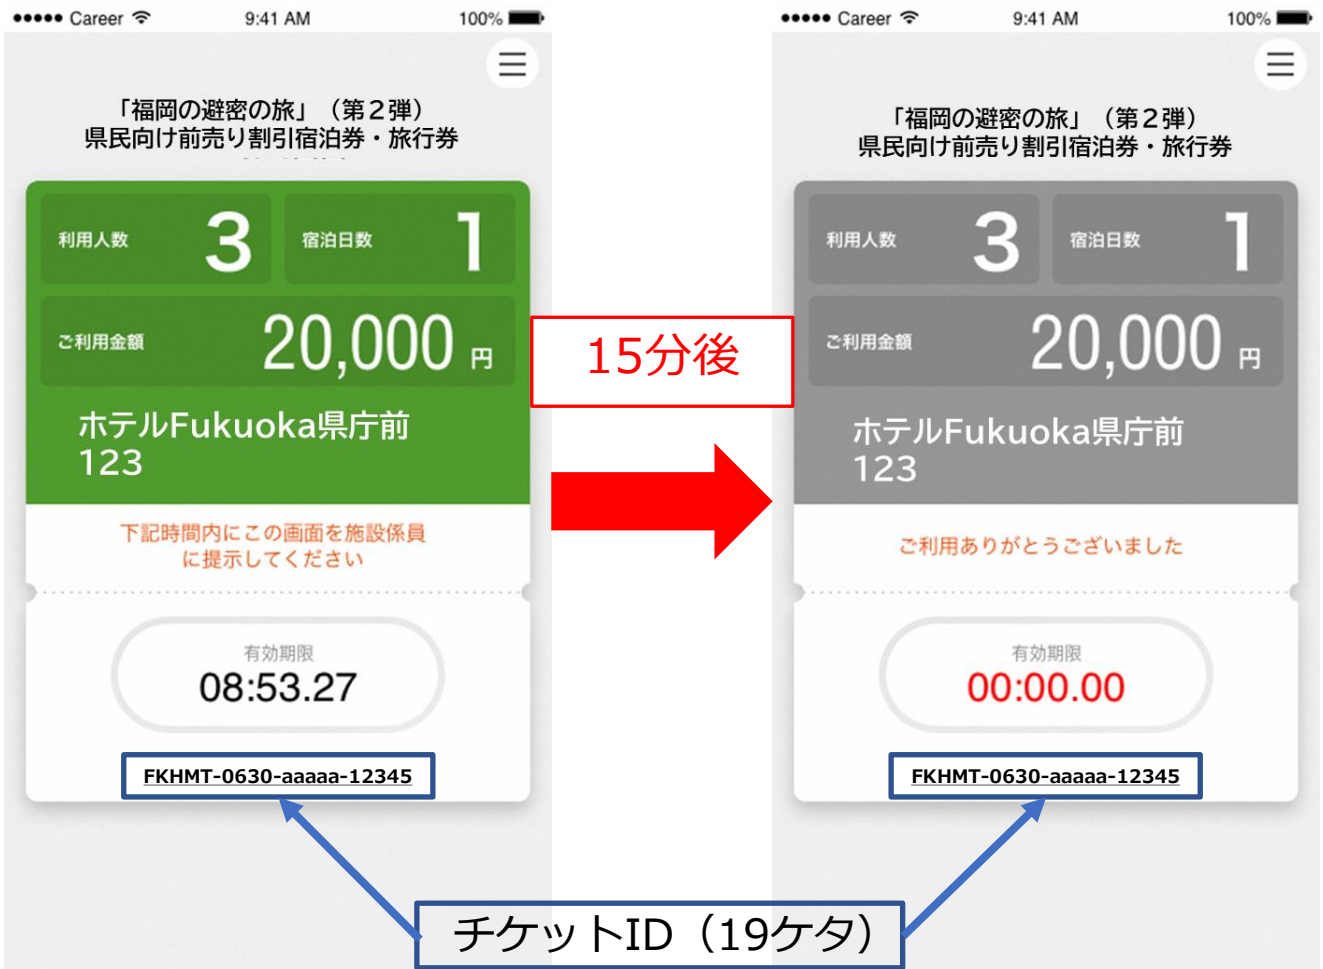 ●●●●● Career 9:41 AM 100%
「福岡の避密の旅」（第２弾）
県民向け前売り割引宿泊券・旅行券
利用人数 3 宿泊日数 1
ご利用金額 20,000 円
ホテルFukuoka県庁前
123
下記時間内にこの画面を施設係員
に提示してください
有効期限
08:53.27
FKHMT-0630-aaaaa-12345
15分後
●●●●● Career 9:41 AM 100%
「福岡の避密の旅」（第２弾）
県民向け前売り割引宿泊券・旅行券
利用人数 3 宿泊日数 1
ご利用金額 20,000 円
ホテルFukuoka県庁前
123
ご利用ありがとうございました
有効期限
00:00.00
FKHMT-0630-aaaaa-12345
チケットID（19ケタ）